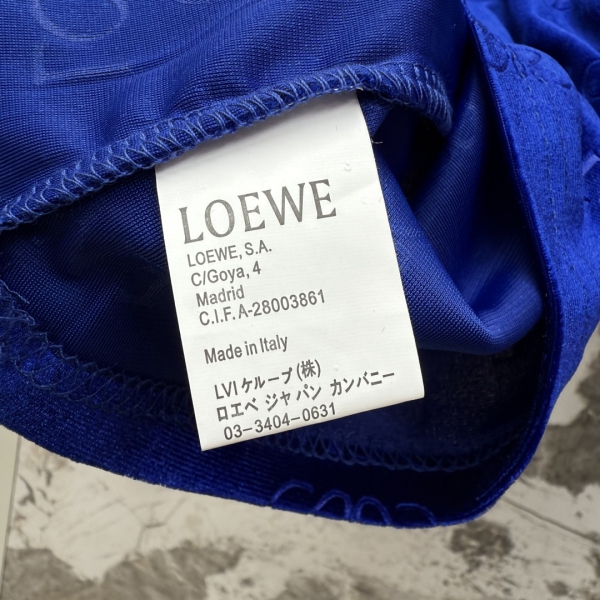 LOEWE
LOEWE, S.A.
C/Goya, 4
Madrid
C.I.F. A-28003861
Made in Italy
LVIケループ(株)
ロエベ ジャパン カンバニー
03-3404-0631